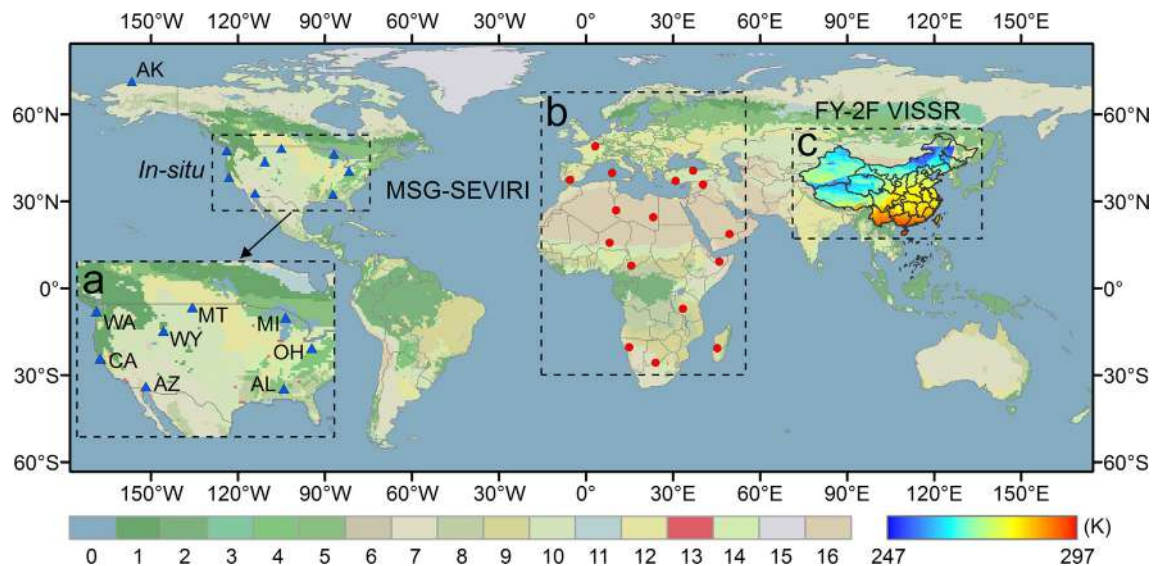 150°W 120°W 90°W 60°W 30°W 0° 30°E 60°E 90°E 120°E 150°E
AK
60°N 60°N
b FY-2F VISSR
c
In-situ
MSG-SEVIRI
30°N 30°N
a
0° 0°
WA MT MI
WY
OH
CA
AZ AL
30°S 30°S
60°S 60°S
150°W 120°W 90°W 60°W 30°W 0° 30°E 60°E 90°E 120°E 150°E
(K)
0 1 2 3 4 5 6 7 8 9 10 11 12 13 14 15 16 247 297